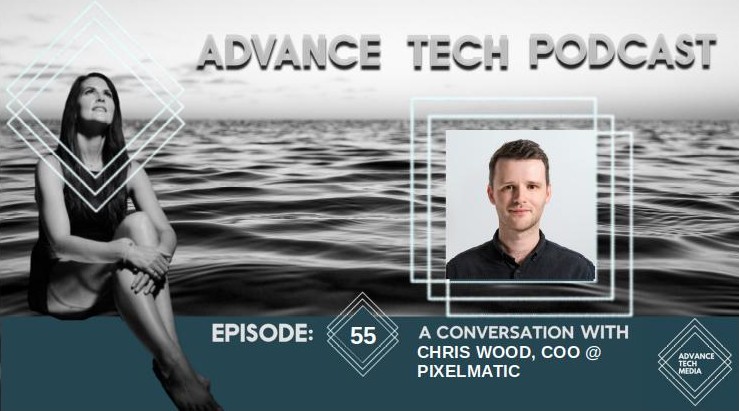 ADVANCE TECH PODCAST
EPISODE:
55
A CONVERSATION WITH
CHRIS WOOD, COO @
PIXELMATIC
ADVANCE
TECH
MEDIA